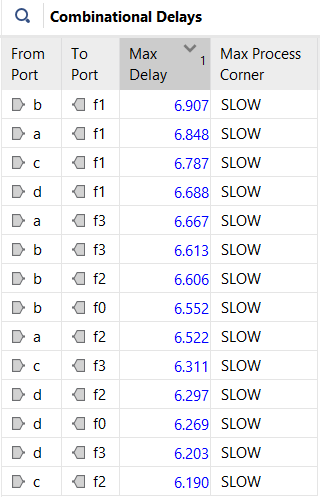 Combinational Delays
From Port To Port Max Delay 1 Max Process Corner
b f1 6.907 SLOW
a f1 6.848 SLOW
c f1 6.787 SLOW
d f1 6.688 SLOW
a f3 6.667 SLOW
b f3 6.613 SLOW
b f2 6.606 SLOW
b f0 6.552 SLOW
a f2 6.522 SLOW
c f3 6.311 SLOW
d f2 6.297 SLOW
d f0 6.269 SLOW
d f3 6.203 SLOW
c f2 6.190 SLOW